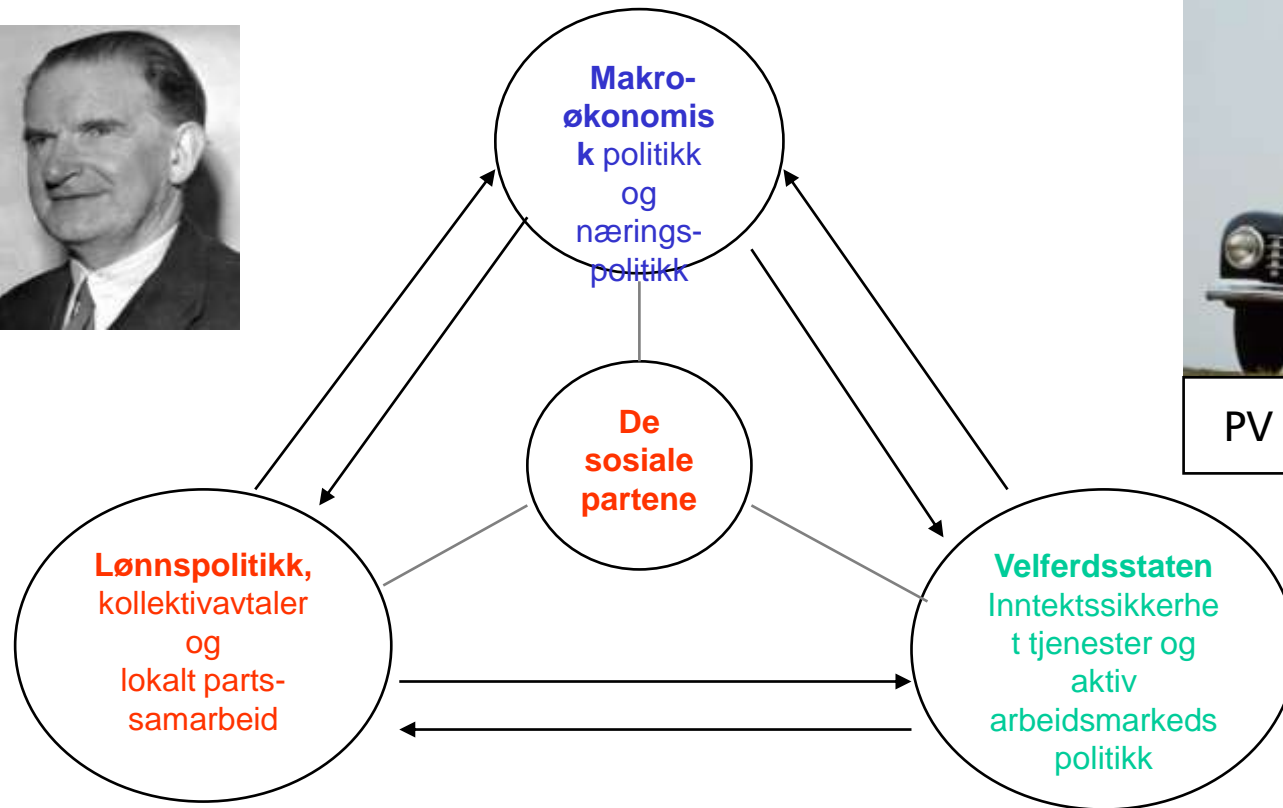 Makro-
økonomis
k politikk
og
nærings-
politikk
De
sosiale
partene
PV
Lønnspolitikk,
kollektivavtaler
og
lokalt parts-
samarbeid
Velferdsstaten
Inntektssikkerhe
t tjenester og
aktiv
arbeidsmarkeds
politikk